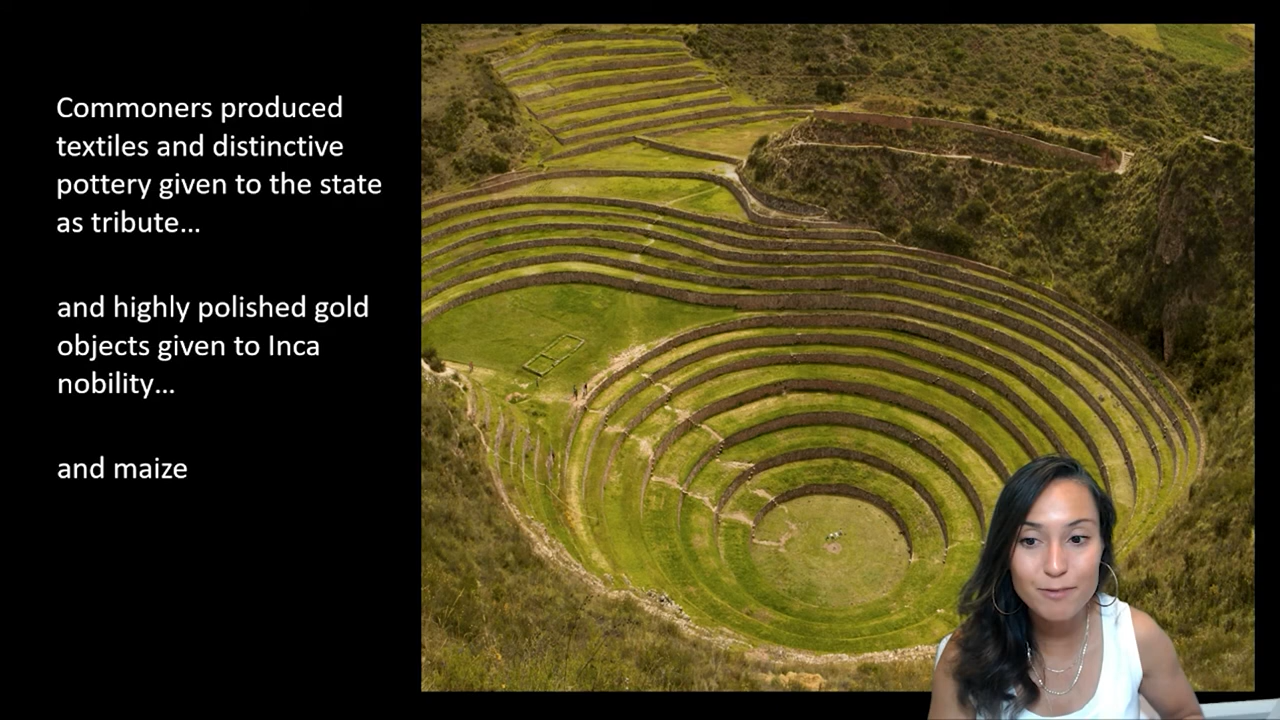 Commoners produced
textiles and distinctive
pottery given to the state
as tribute…
and highly polished gold
objects given to Inca
nobility…
and maize